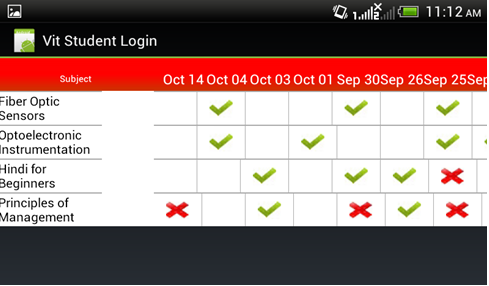 11:12 AM
Vit Student Login
Subject Oct 14 Oct 04 Oct 03 Oct 01 Sep 30 Sep 26 Sep 25 Sep
Fiber Optic
Sensors
Optoelectronic
Instrumentation
Hindi for
Beginners
Principles of
Management